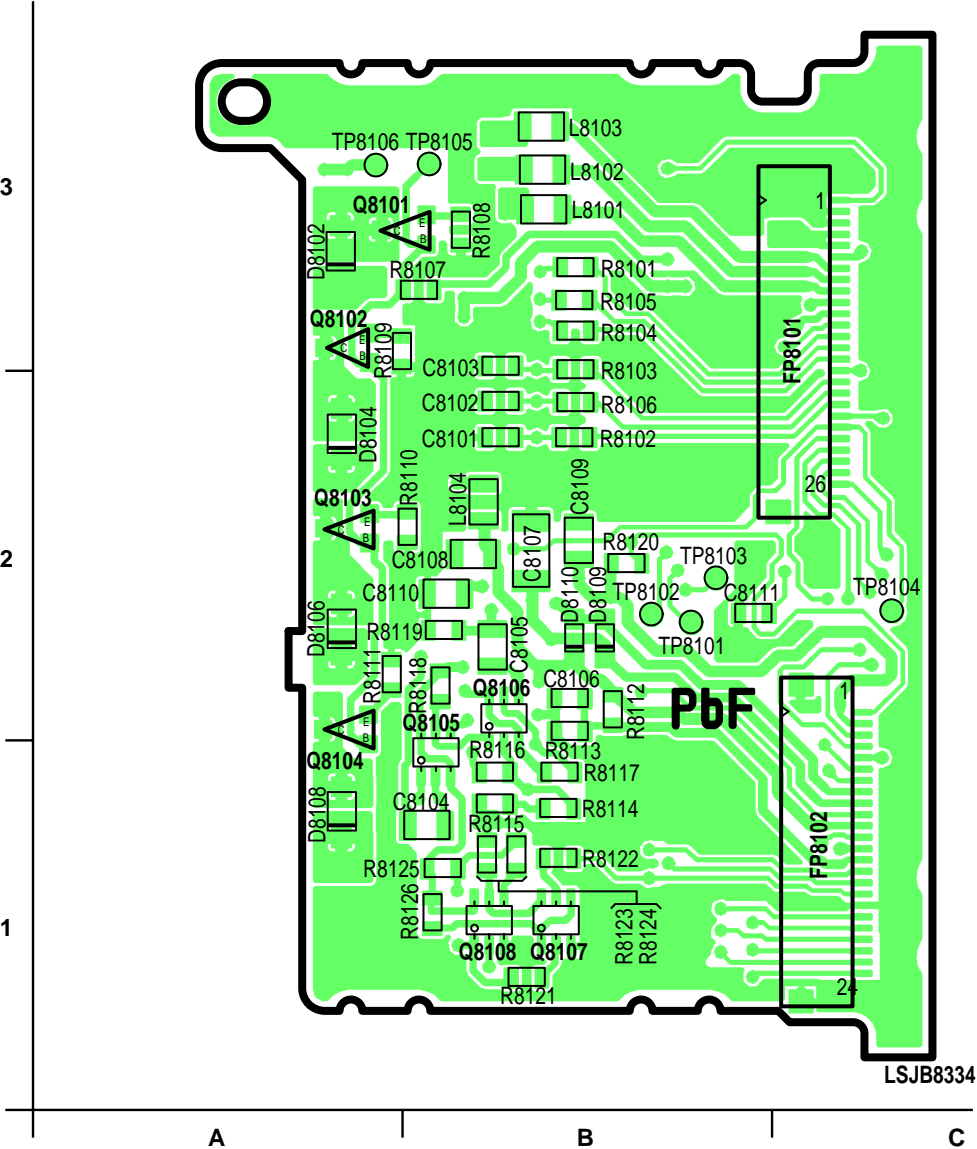 L8103
TP8106 TP8105
L8102
3
1
Q8101
L8101
C E B
R8108
D8102
R8107
R8101
R8105
Q8102
R8104
C E B
R8109
FP8101
C8103
R8103
C8102
R8106
D8104
C8101
R8102
R8110
L8104
C8109
26
Q8103
C E B
C8108
C8107
R8120
TP8103
2
D8110
D8109
C8110
TP8102
C8111
TP8104
D8106
R8119
C8105
TP8101
R8111
R8118
Q8106
C8106
R8112
PbF
1
Q8105
C E B
Q8104
R8116
R8113
R8117
D8108
C8104
R8114
R8115
FP8102
R8125
R8122
R8126
1
R8123
R8124
Q8108 Q8107
24
R8121
LSJB8334
A B C